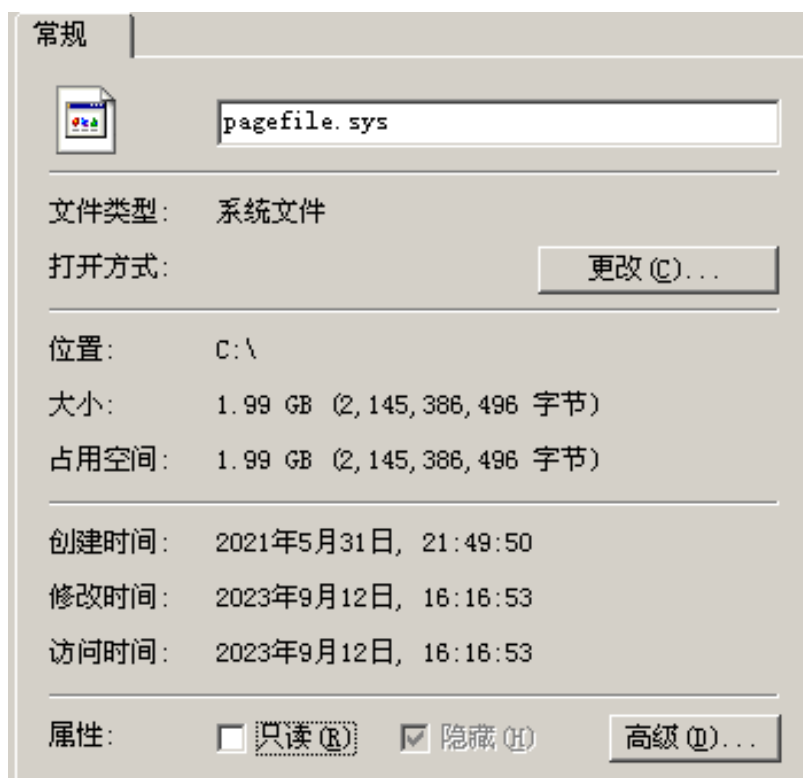 常规
pagefile.sys
文件类型: 系统文件
打开方式: 更改(C)...
位置: C:\
大小: 1.99 GB (2,145,386,496 字节)
占用空间: 1.99 GB (2,145,386,496 字节)
创建时间: 2021年5月31日, 21:49:50
修改时间: 2023年9月12日, 16:16:53
访问时间: 2023年9月12日, 16:16:53
属性: 只读(R) 隐藏(H) 高级(D)...